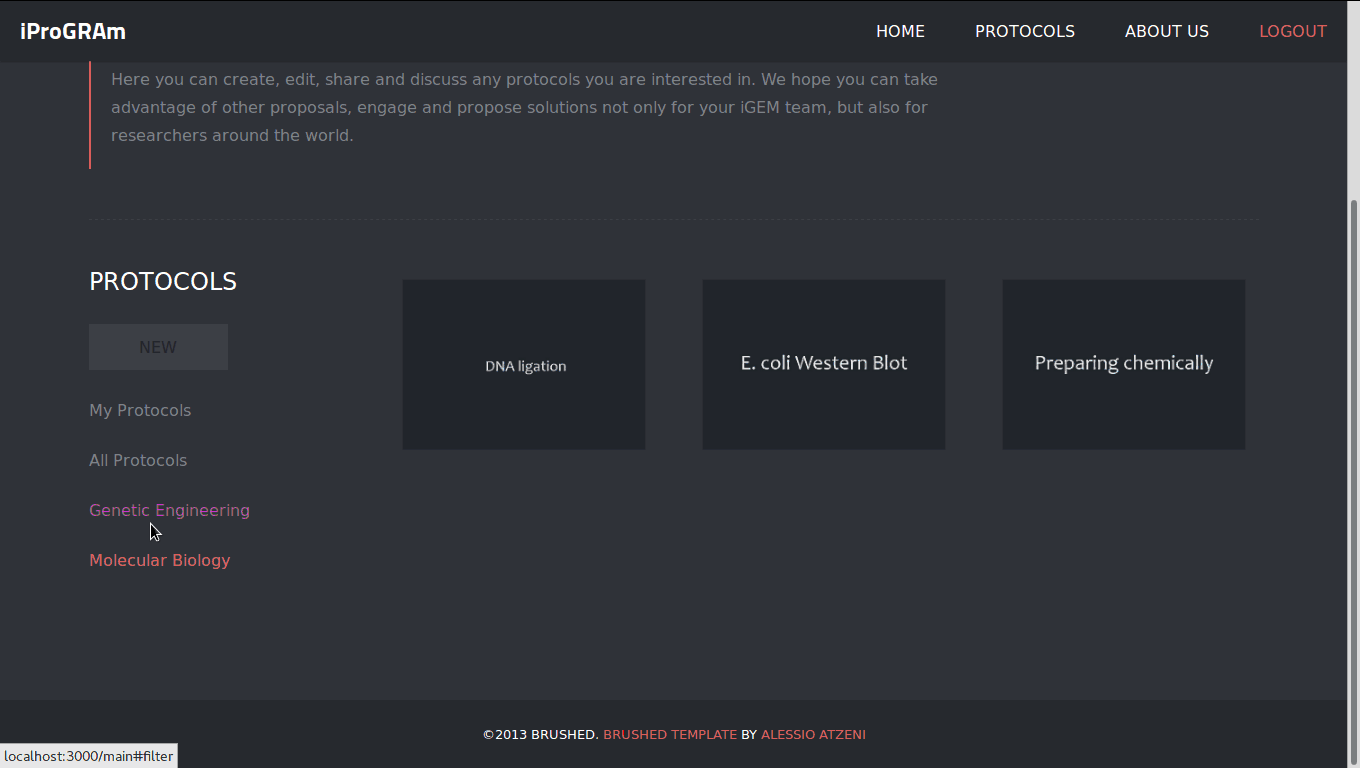 iProGRAm
HOME PROTOCOLS ABOUT US LOGOUT
Here you can create, edit, share and discuss any protocols you are interested in. We hope you can take
advantage of other proposals, engage and propose solutions not only for your iGEM team, but also for
researchers around the world.
PROTOCOLS
NEW
My Protocols
All Protocols
Genetic Engineering
Molecular Biology
DNA ligation
E. coli Western Blot
Preparing chemically
©2013 BRUSHED. BRUSHED TEMPLATE BY ALESSIO ATZENI
localhost:3000/main#filter